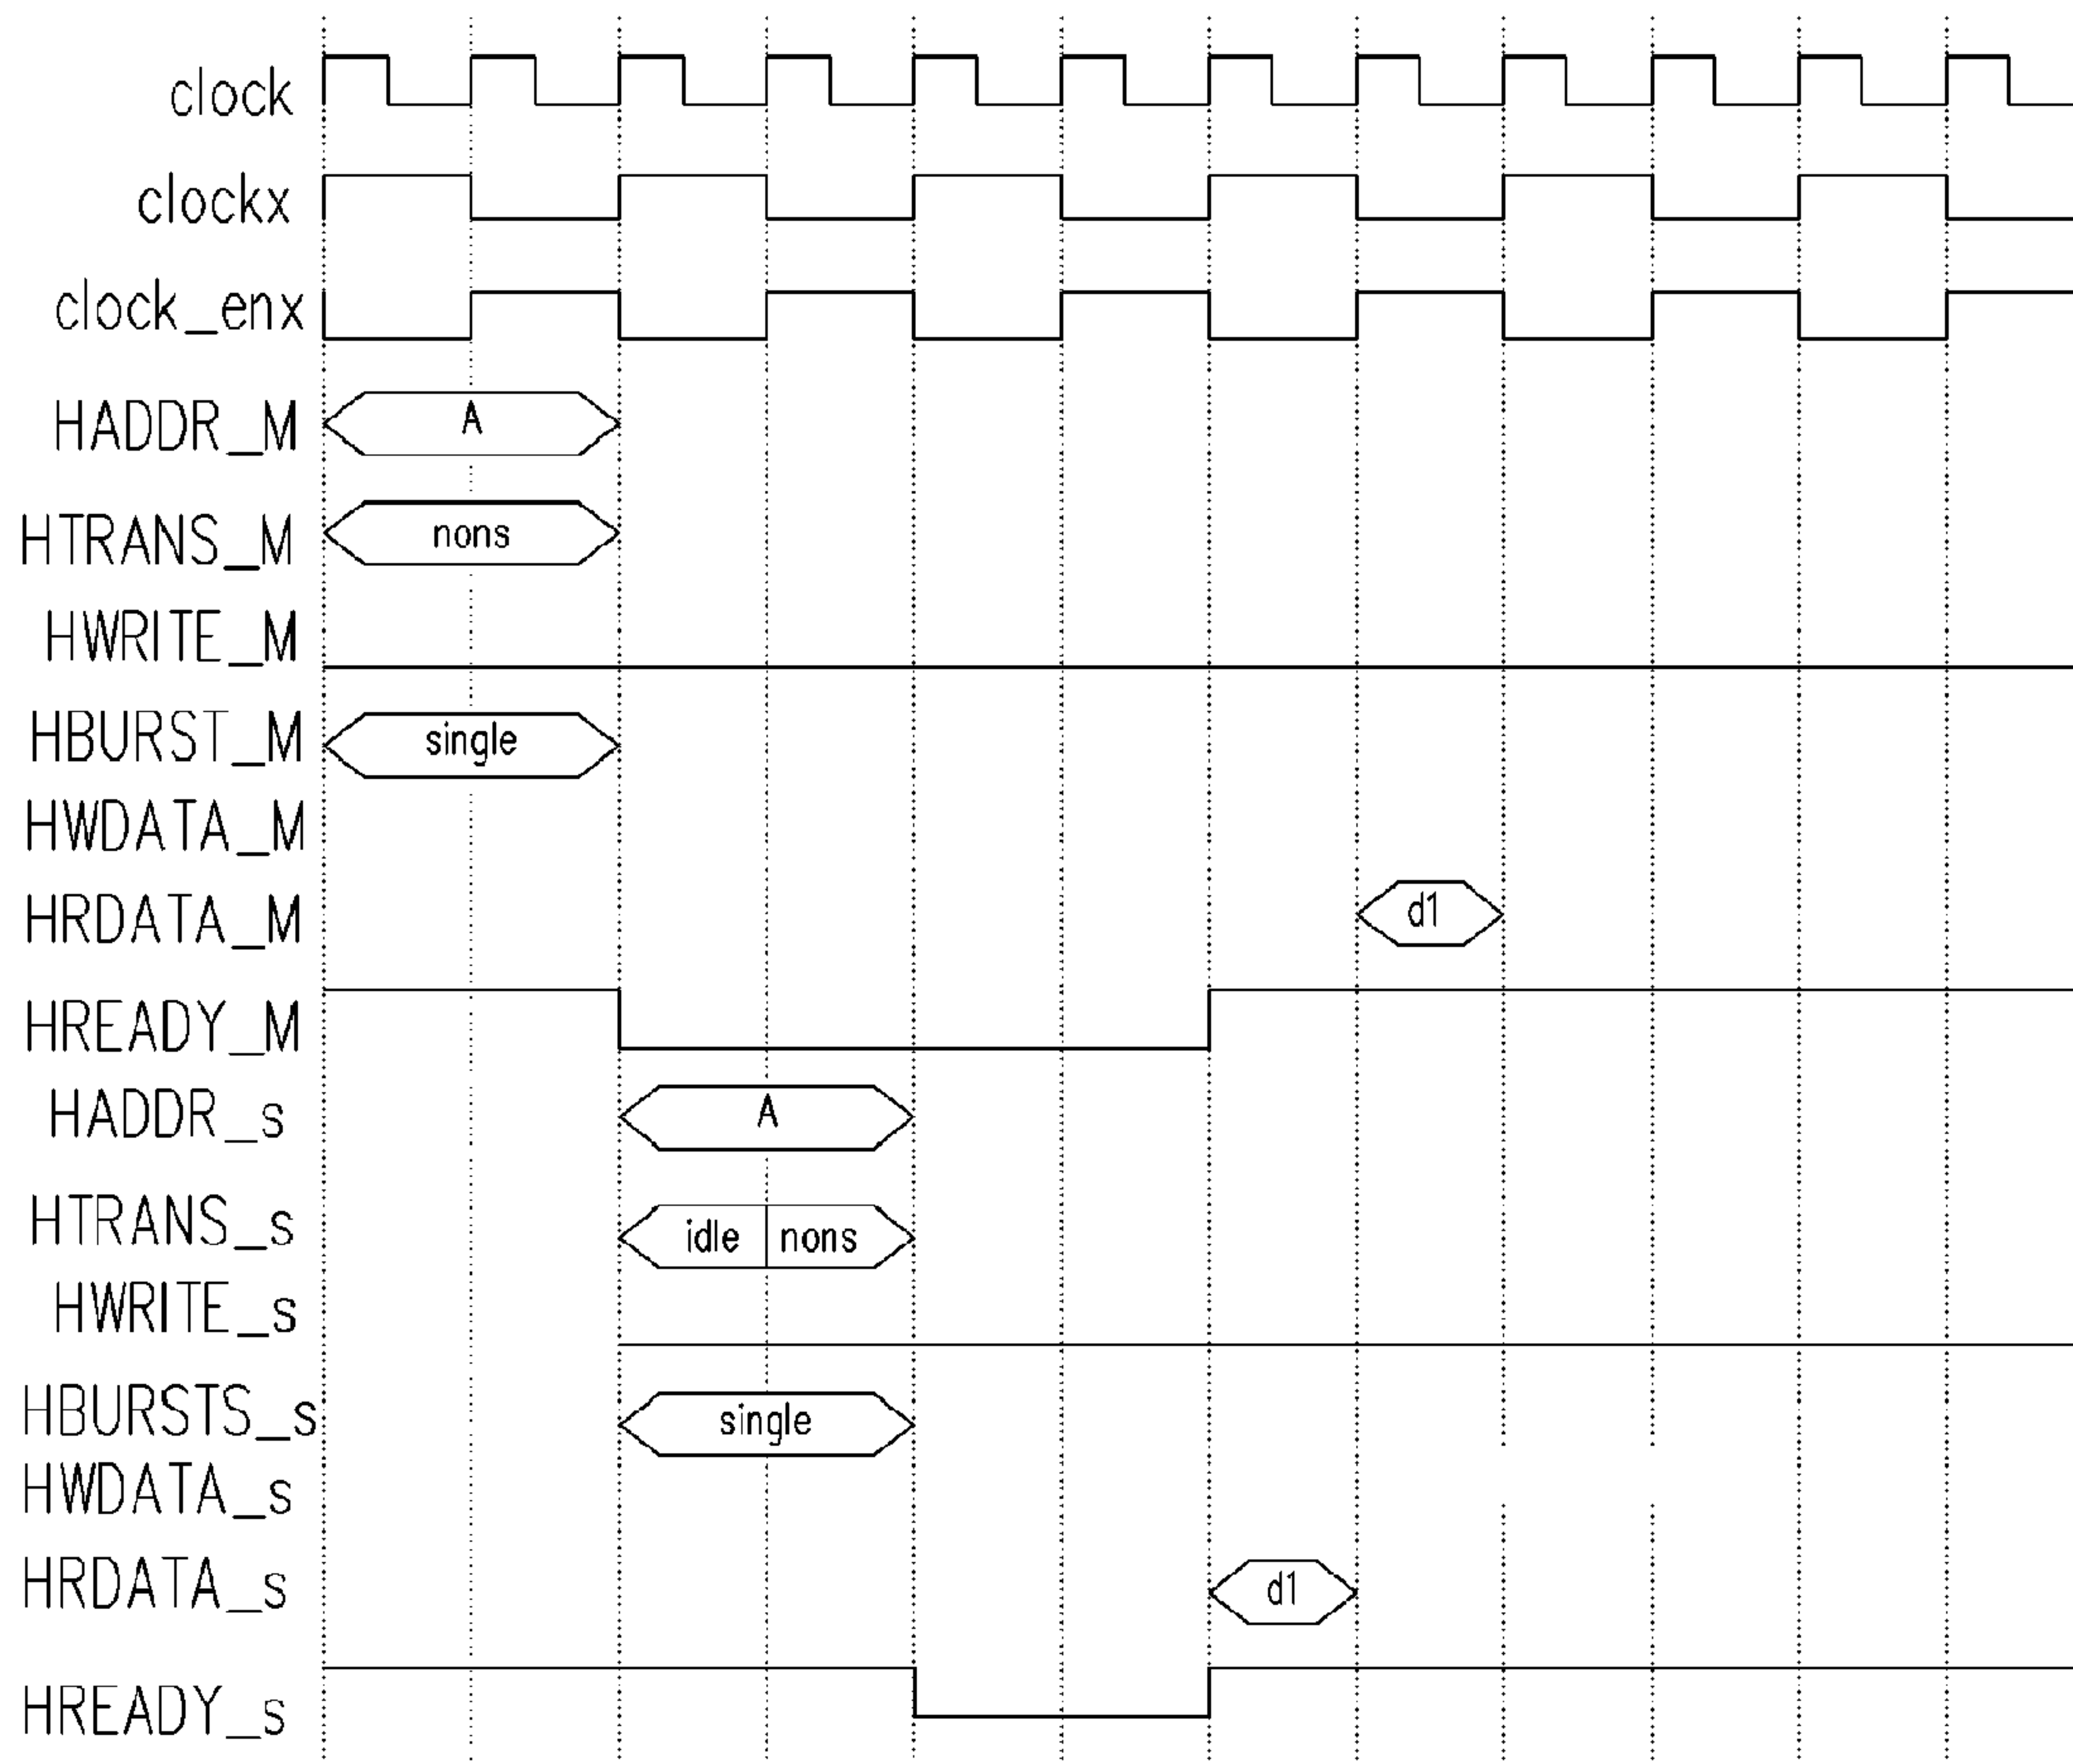 clock
clockx
clock_enx
HADDR_M A
HTRANS_M nons
HWRITE_M
HBURST_M single
HWDATA_M
HRDATA_M d1
HREADY_M
HADDR_s A
HTRANS_s idle nons
HWRITE_s
HBURSTS_s single
HWDATA_s
HRDATA_s d1
HREADY_s